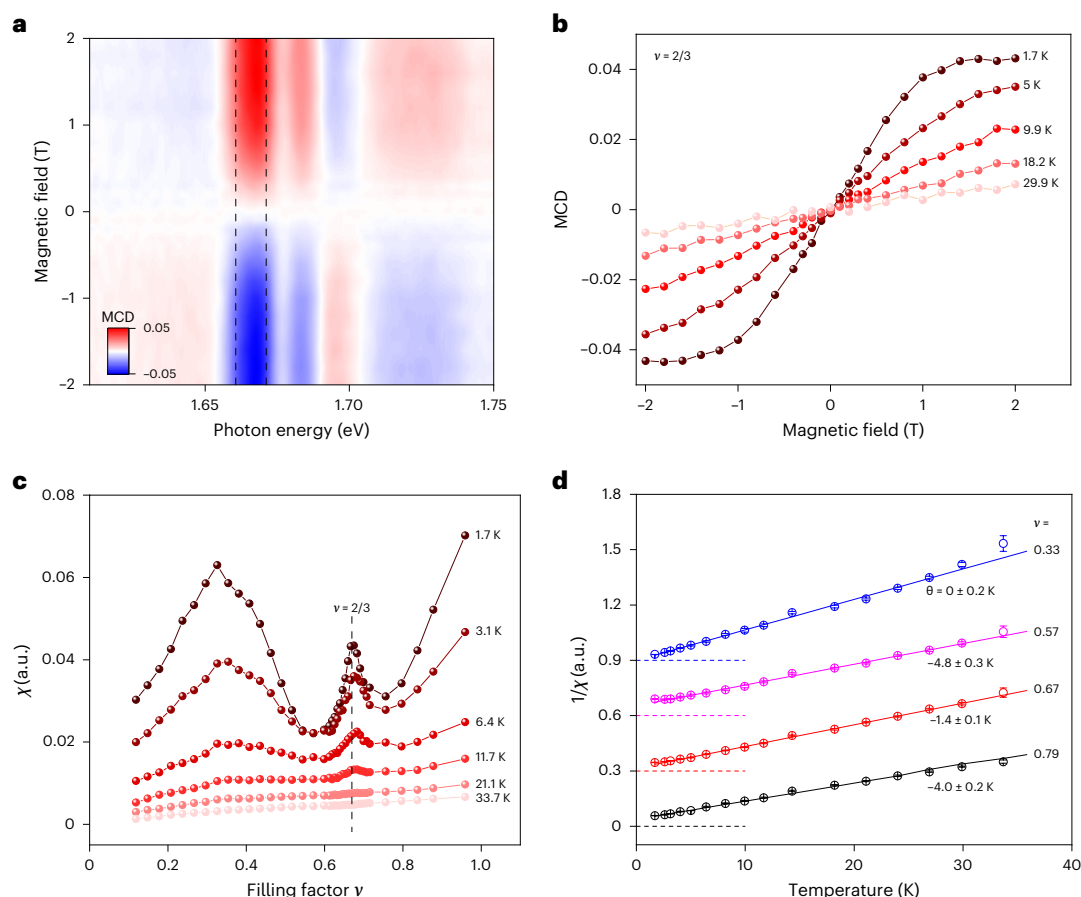 a
2
1
0
−1
−2
Magnetic field (T)
MCD
0.05
−0.05
1.65
1.70
1.75
Photon energy (eV)
b
ν = 2/3
0.04
0.02
0
−0.02
−0.04
MCD
1.7 K
5 K
9.9 K
18.2 K
29.9 K
−2
−1
0
1
2
Magnetic field (T)
c
0.08
0.06
0.04
0.02
0
χ (a.u.)
ν = 2/3
1.7 K
3.1 K
6.4 K
11.7 K
21.1 K
33.7 K
0
0.2
0.4
0.6
0.8
1.0
Filling factor ν
d
1.8
1.5
1.2
0.9
0.6
0.3
0
1/χ (a.u.)
ν =
0.33
θ = 0 ± 0.2 K
0.57
−4.8 ± 0.3 K
0.67
−1.4 ± 0.1 K
0.79
−4.0 ± 0.2 K
0
10
20
30
40
Temperature (K)